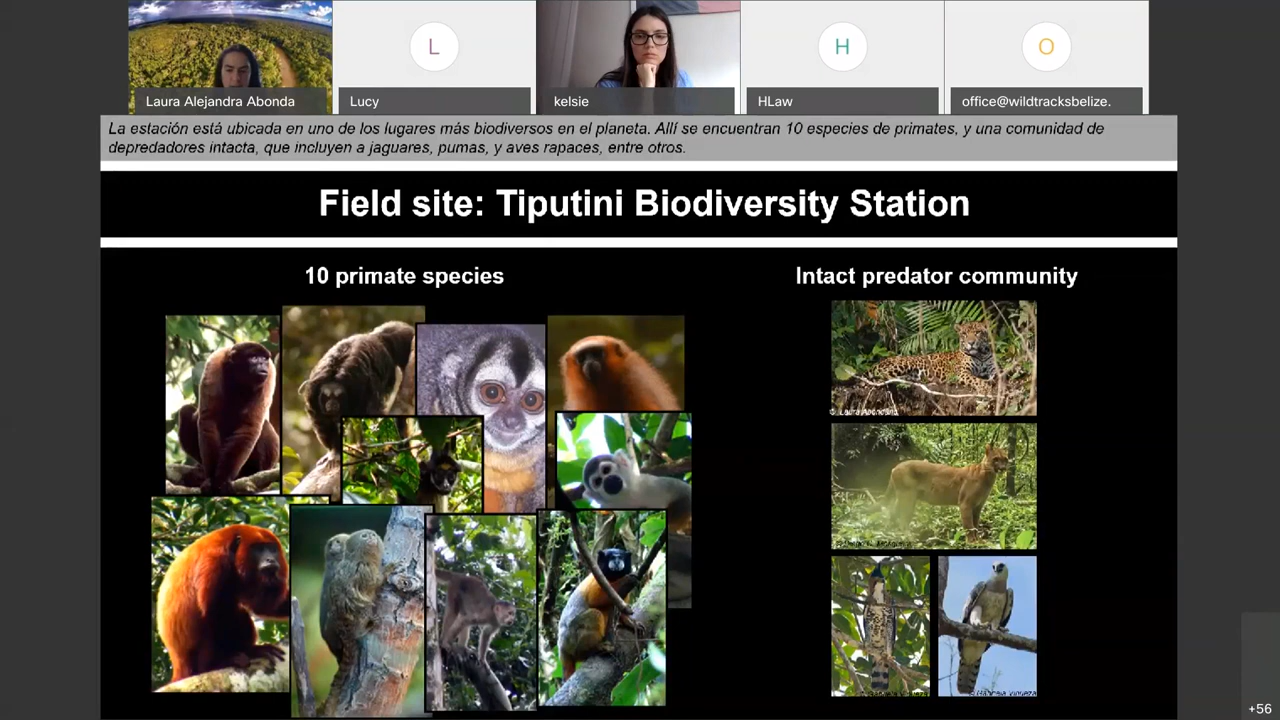 L
H
O
Laura Alejandra Abonda
Lucy
kelsie
HLaw
office@wildtracksbelize.
La estación está ubicada en uno de los lugares más biodiversos en el planeta. Allí se encuentran 10 especies de primates, y una comunidad de
depredadores intacta, que incluyen a jaguares, pumas, y aves rapaces, entre otros.
Field site: Tiputini Biodiversity Station
10 primate species
Intact predator community
+56